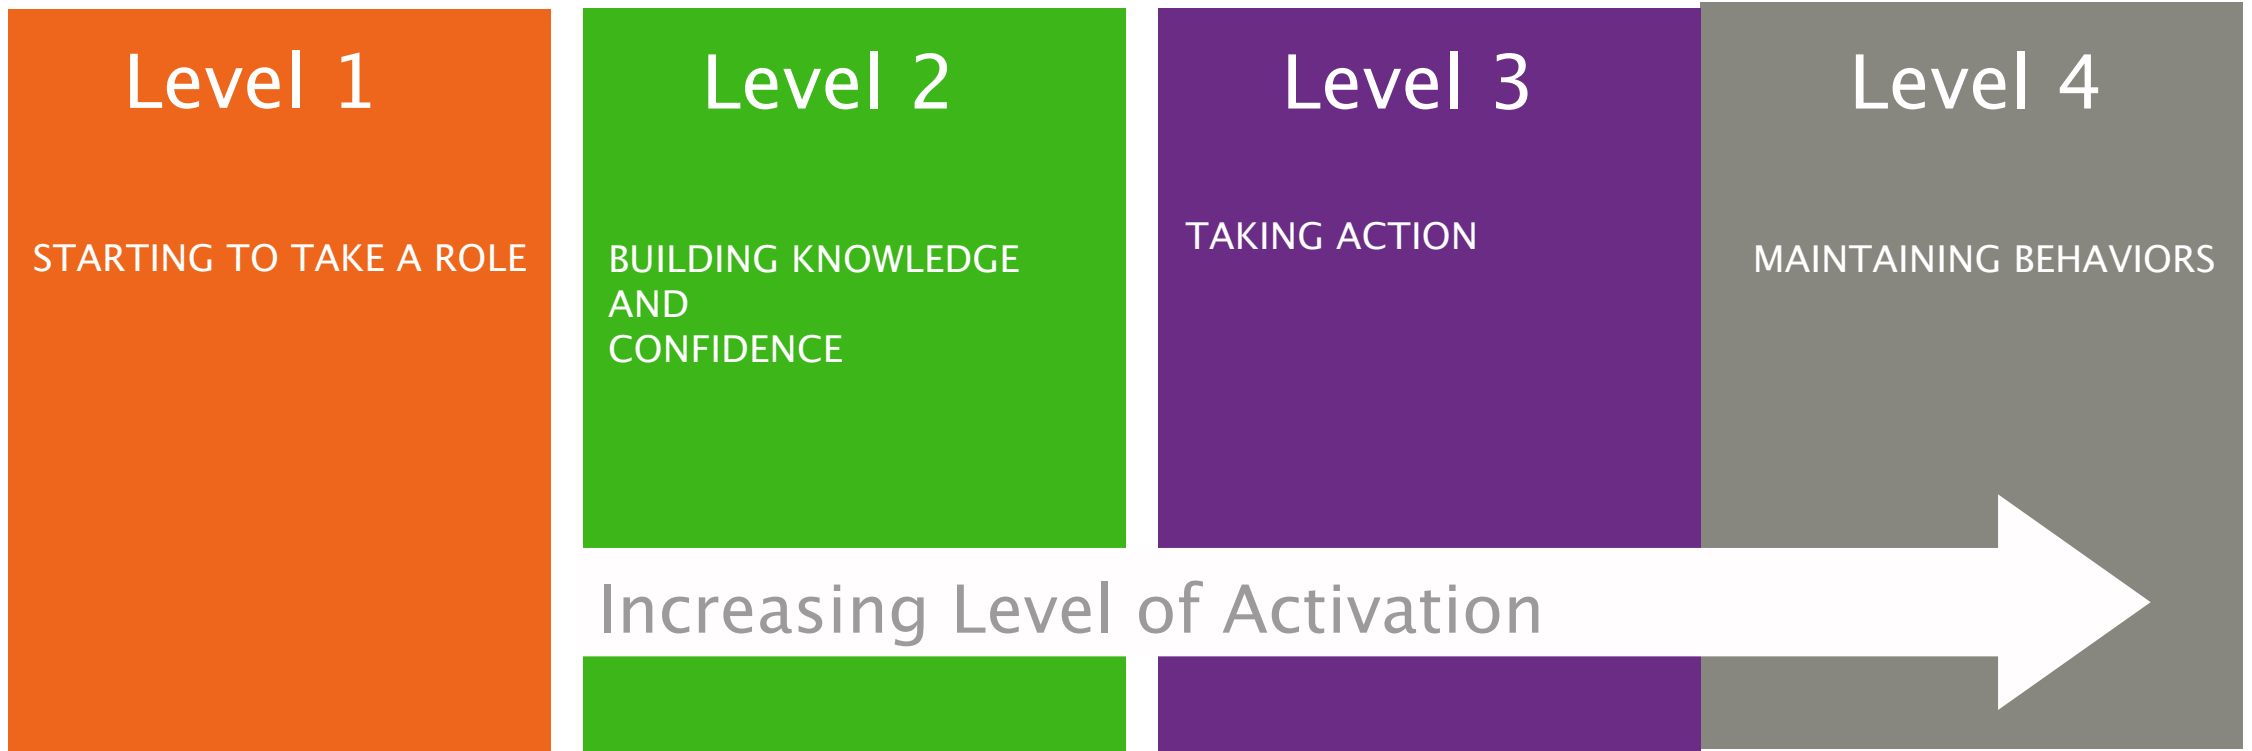 Level 1
STARTING TO TAKE A ROLE
Level 2
BUILDING KNOWLEDGE
AND
CONFIDENCE
Level 3
TAKING ACTION
Level 4
MAINTAINING BEHAVIORS
Increasing Level of Activation